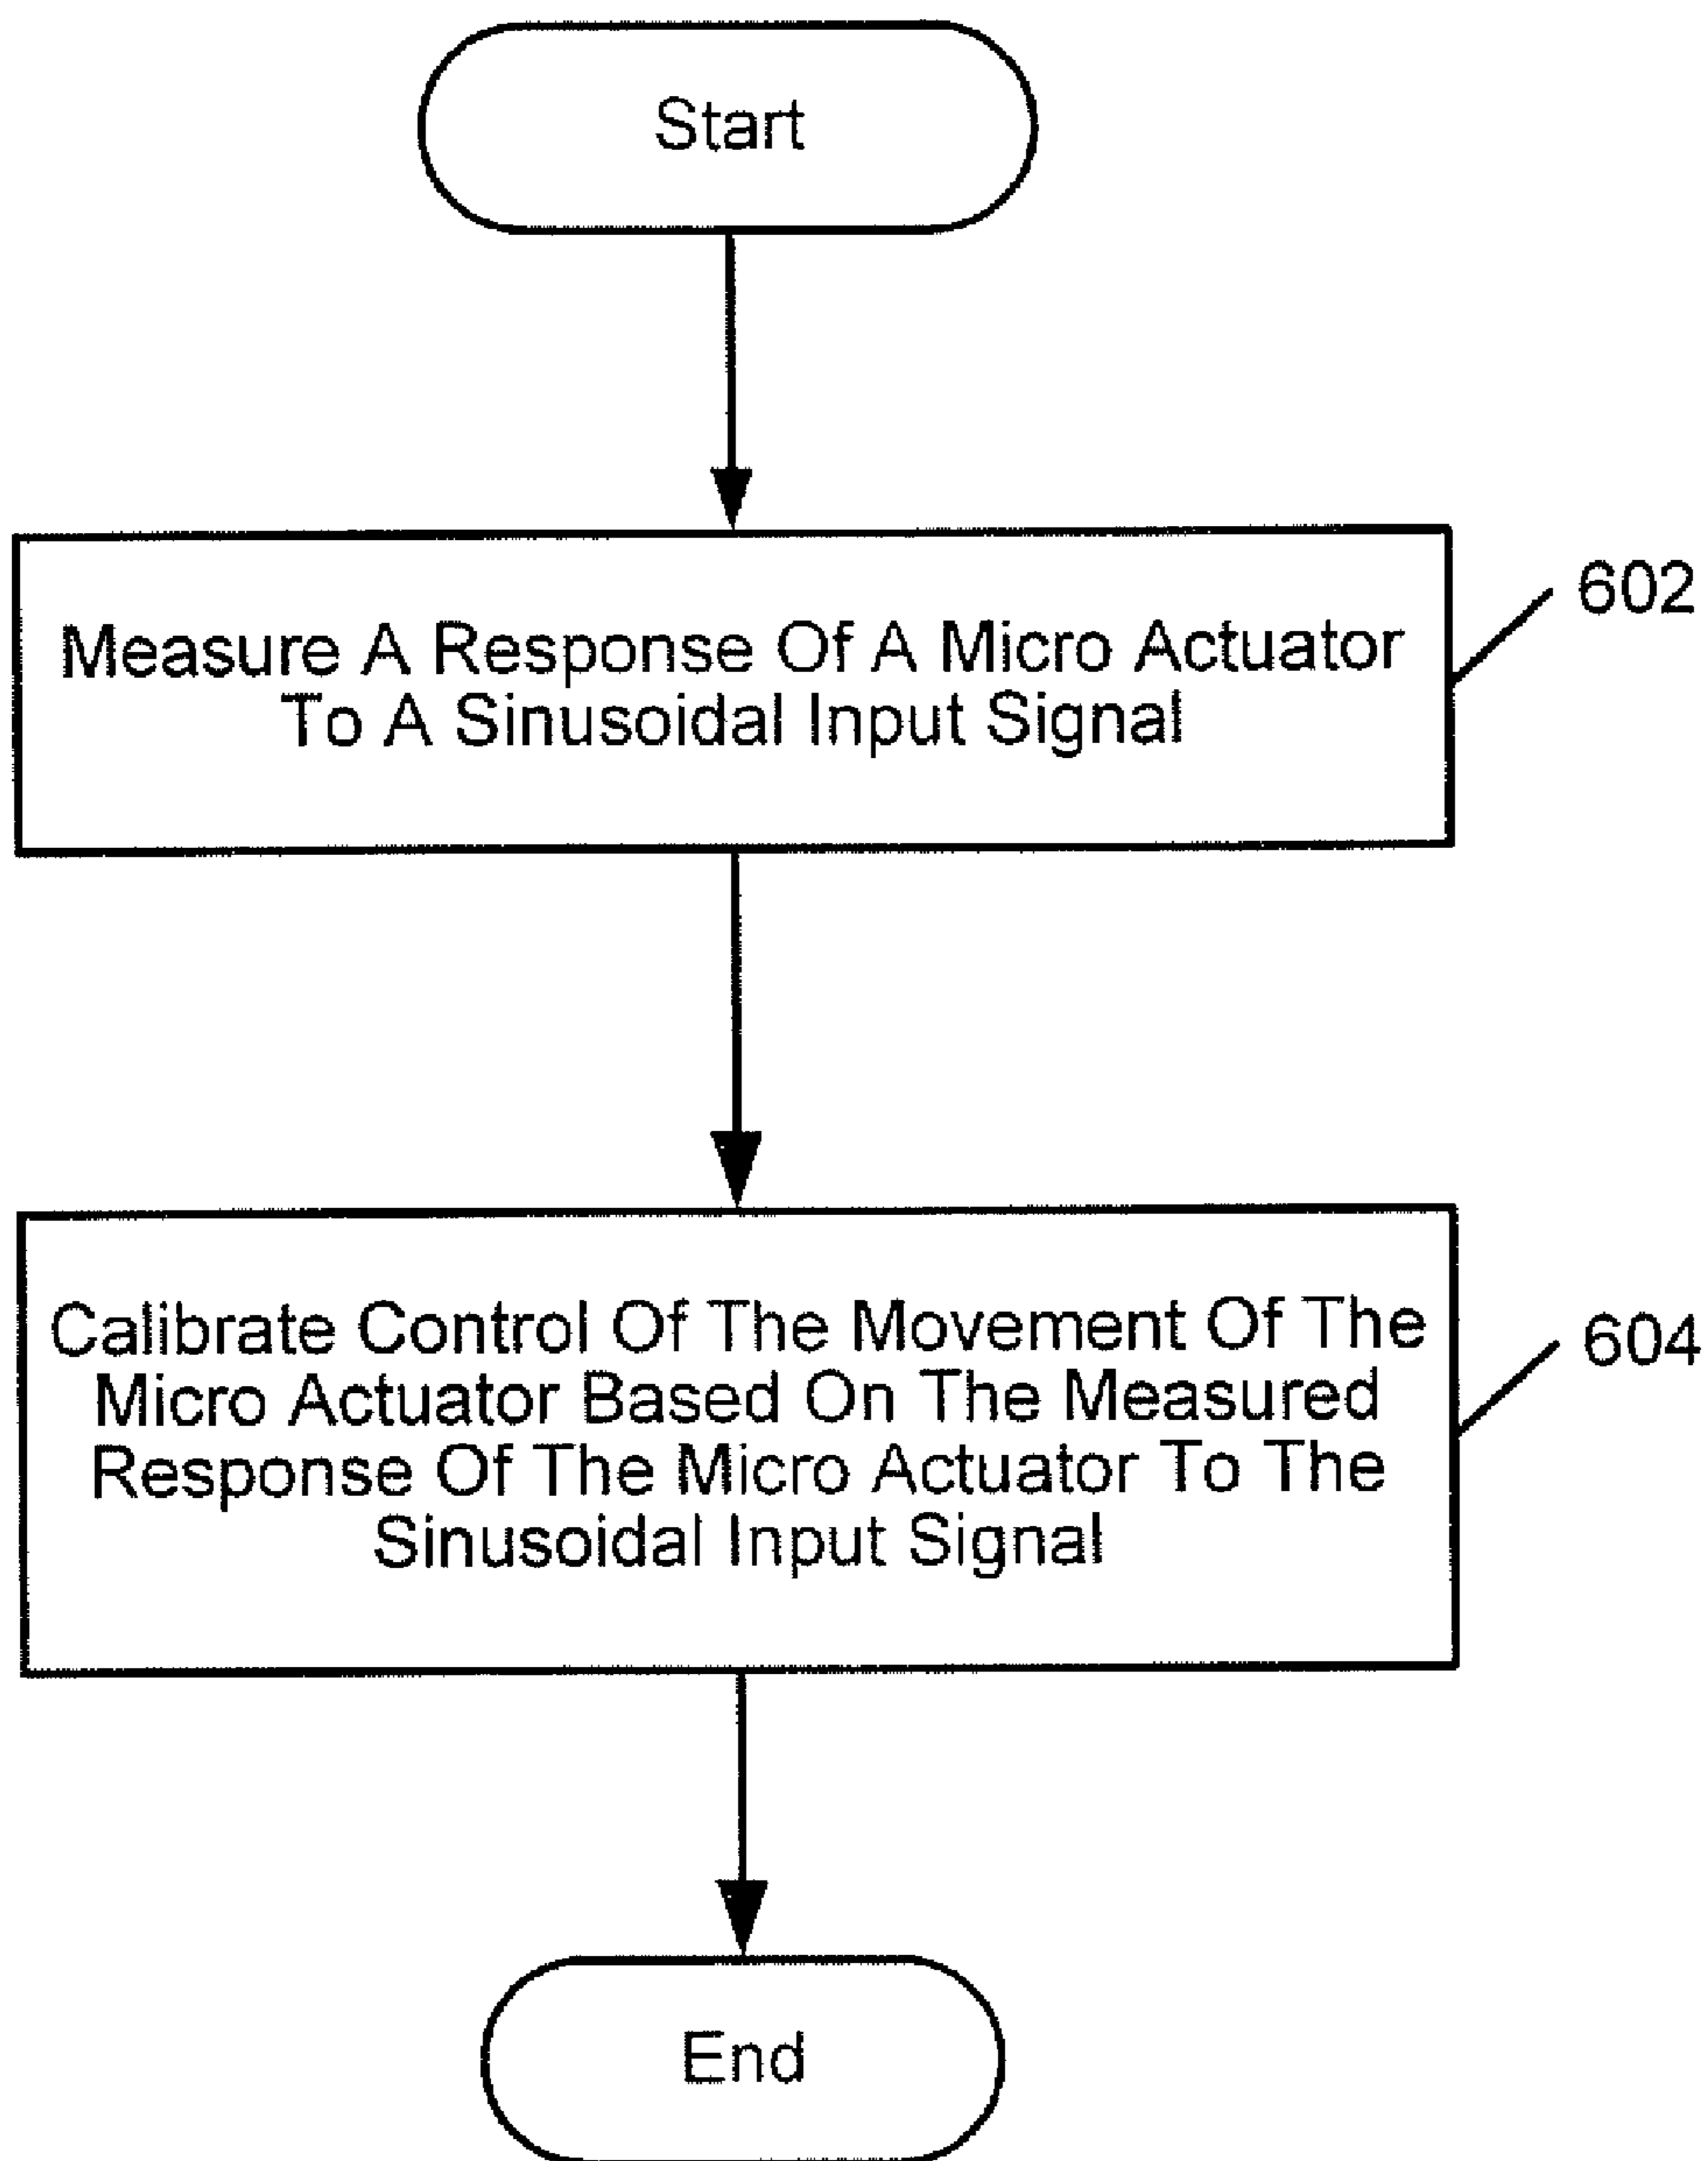 Start
602
Measure A Response Of A Micro Actuator
To A Sinusoidal Input Signal
604
Calibrate Control Of The Movement Of The
Micro Actuator Based On The Measured
Response Of The Micro Actuator To The
Sinusoidal Input Signal
End